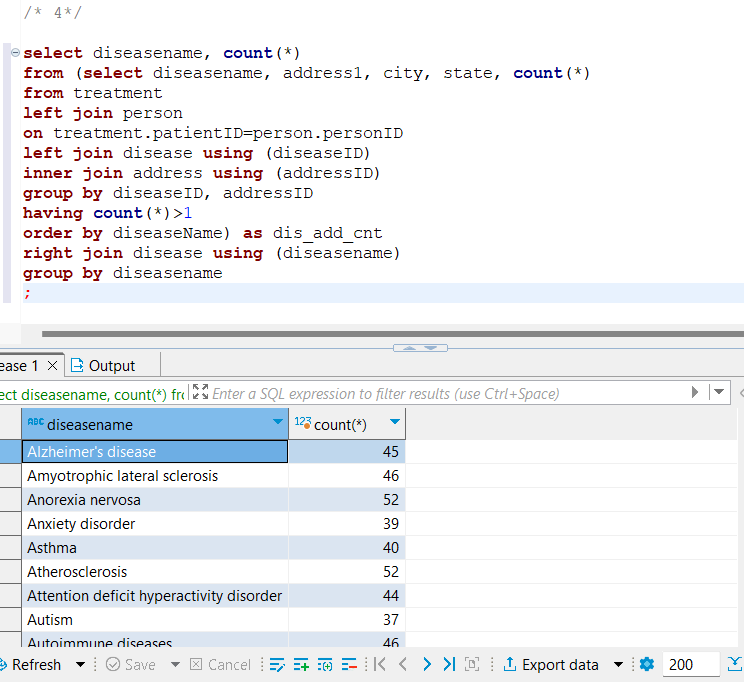 /* 4*/
select diseasename, count(*)
from (select diseasename, address1, city, state, count(*)
from treatment
left join person
on treatment.patientID=person.personID
left join disease using (diseaseID)
inner join address using (addressID)
group by diseaseID, addressID
having count(*)>1
order by diseaseName) as dis_add_cnt
right join disease using (diseasename)
group by diseasename
;
ease 1 Output
ect diseasename, count(*) fro Enter a SQL expression to filter results (use Ctrl+Space)
ABC diseasename 123 count(*)
Alzheimer's disease 45
Amyotrophic lateral sclerosis 46
Anorexia nervosa 52
Anxiety disorder 39
Asthma 40
Atherosclerosis 52
Attention deficit hyperactivity disorder 44
Autism 37
Autoimmune diseases 46
Refresh Save Cancel Export data 200